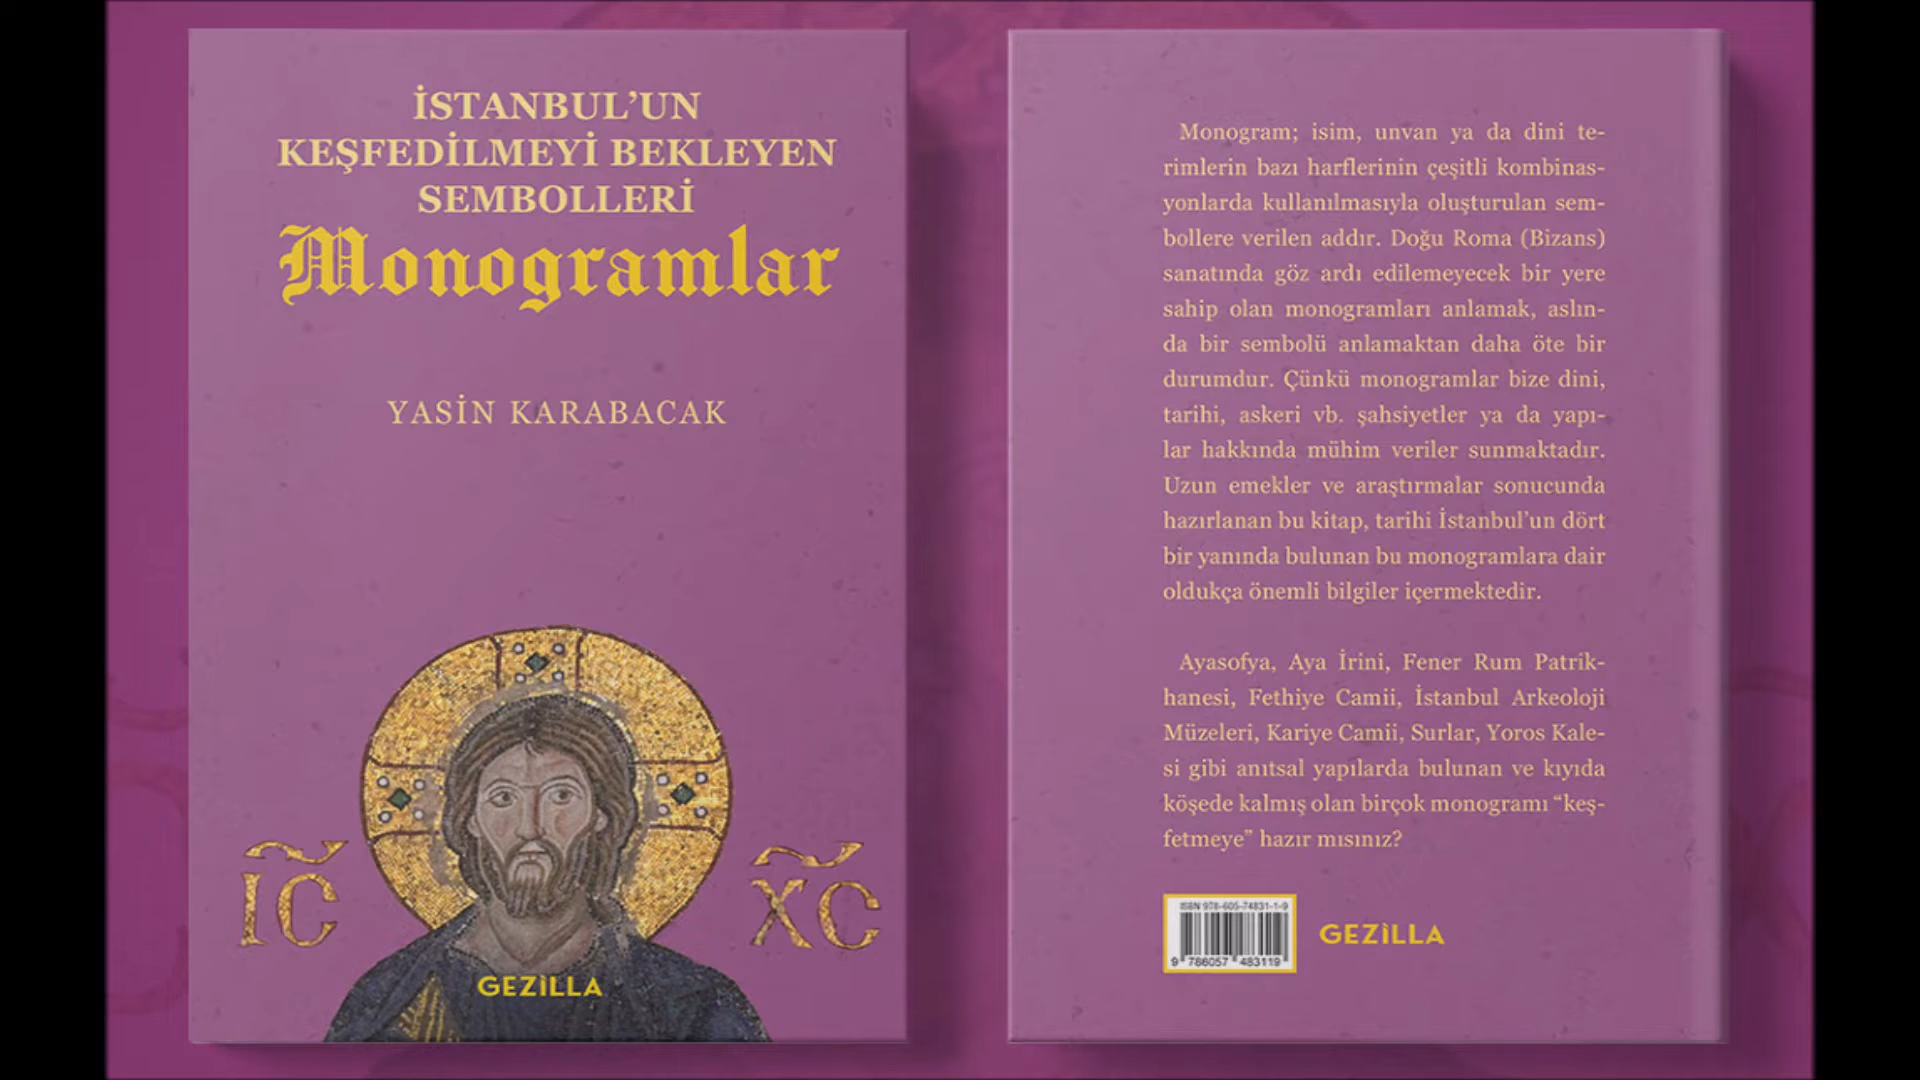 İSTANBUL’UN
KEŞFEDİLMEYİ BEKLEYEN
SEMBOLLERİ
Monogramlar
YASİN KARABACAK
IC
XC
GEZİLLA
Monogram; isim, unvan ya da dini te-
rimlerin bazı harflerinin çeşitli kombinas-
yonlarda kullanılmasıyla oluşturulan sem-
bollere verilen addır. Doğu Roma (Bizans)
sanatında göz ardı edilemeyecek bir yere
sahip olan monogramları anlamak, aslın-
da bir sembolü anlamaktan daha öte bir
durumdur. Çünkü monogramlar bize dini,
tarihi, askeri vb. şahsiyetler ya da yapı-
lar hakkında mühim veriler sunmaktadır.
Uzun emekler ve araştırmalar sonucunda
hazırlanan bu kitap, tarihi İstanbul’un dört
bir yanında bulunan bu monogramlara dair
oldukça önemli bilgiler içermektedir.
Ayasofya, Aya İrini, Fener Rum Patrik-
hanesi, Fethiye Camii, İstanbul Arkeoloji
Müzeleri, Kariye Camii, Surlar, Yoros Kale-
si gibi anıtsal yapılarda bulunan ve kıyıda
köşede kalmış olan birçok monogramı “keş-
fetmeye” hazır mısınız?
ISBN 978-605-74831-1-9
9 786057 483119
GEZİLLA